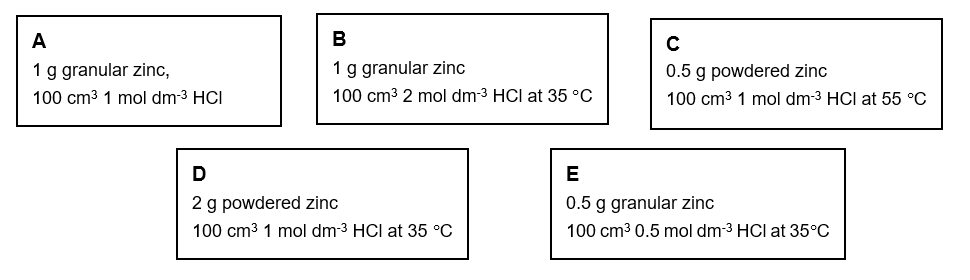 A
1 g granular zinc,
100 cm³ 1 mol dm⁻³ HCl
B
1 g granular zinc
100 cm³ 2 mol dm⁻³ HCl at 35 °C
C
0.5 g powdered zinc
100 cm³ 1 mol dm⁻³ HCl at 55 °C
D
2 g powdered zinc
100 cm³ 1 mol dm⁻³ HCl at 35 °C
E
0.5 g granular zinc
100 cm³ 0.5 mol dm⁻³ HCl at 35°C